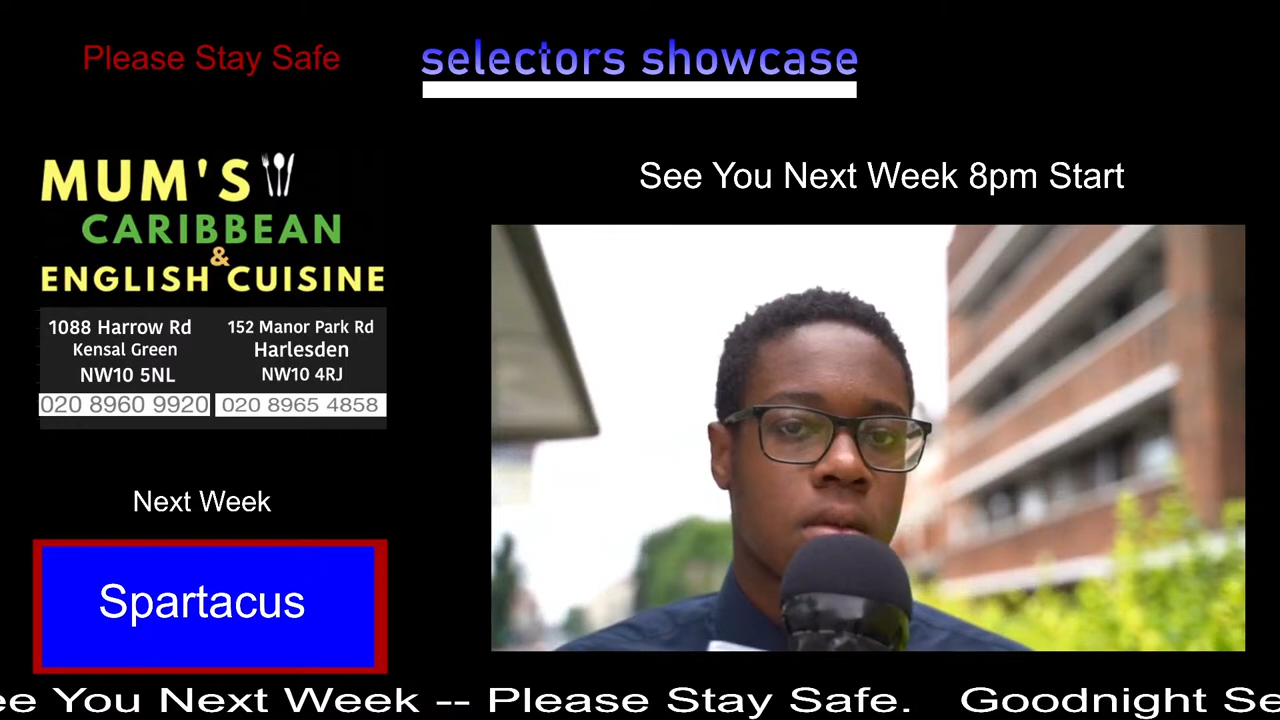 Please Stay Safe
selectors showcase
MUM'S
CARIBBEAN
&
ENGLISH CUISINE
1088 Harrow Rd
Kensal Green
NW10 5NL
020 8960 9920
152 Manor Park Rd
Harlesden
NW10 4RJ
020 8965 4858
See You Next Week 8pm Start
Next Week
Spartacus
ee You Next Week -- Please Stay Safe. Goodnight Se